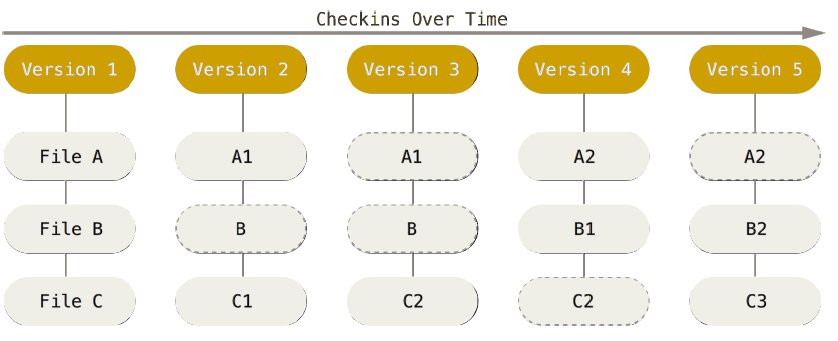 Checkins Over Time
Version 1 Version 2 Version 3 Version 4 Version 5
File A A1 A1 A2 A2
File B B B B1 B2
File C C1 C2 C2 C3